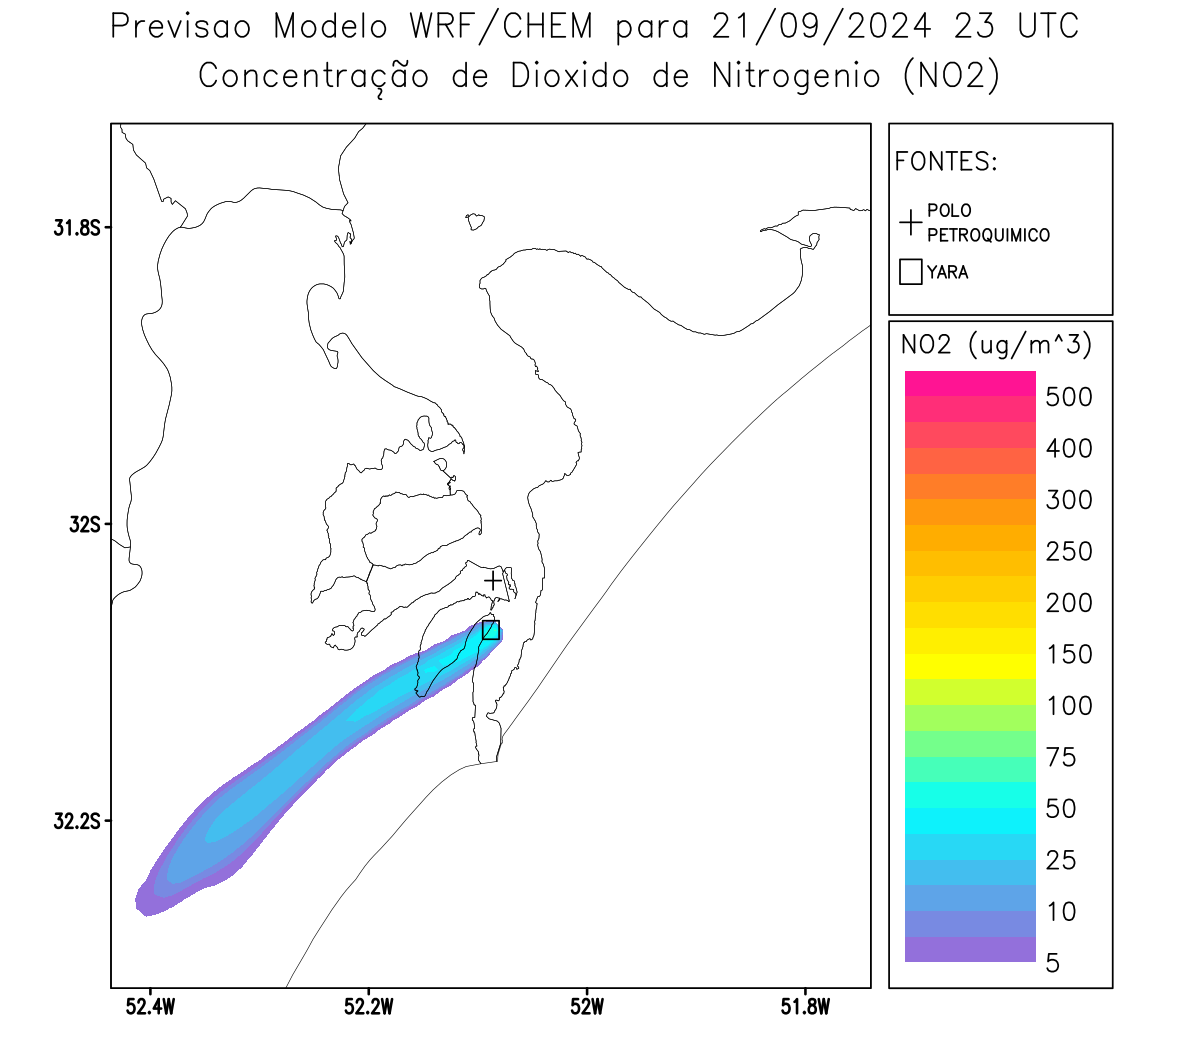 Previsao Modelo WRF/CHEM para 21/09/2024 23 UTC
Concentração de Dioxido de Nitrogenio (NO2)
FONTES:
POLO
PETROQUIMICO
YARA
NO2 (ug/m^3)
500
400
300
250
200
150
100
75
50
25
10
5
31.8S
32S
32.2S
52.4W
52.2W
52W
51.8W